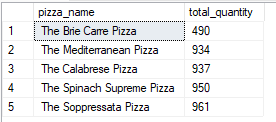 pizza_name total_quantity
1 The Brie Carre Pizza 490
2 The Mediterranean Pizza 934
3 The Calabrese Pizza 937
4 The Spinach Supreme Pizza 950
5 The Soppressata Pizza 961